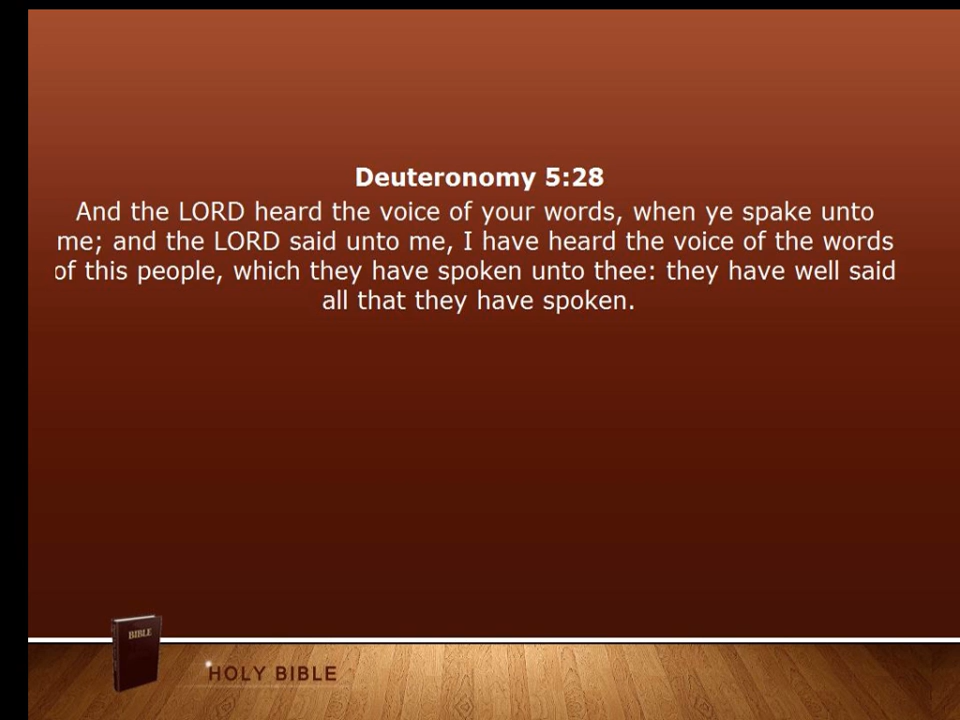 Deuteronomy 5:28
And the LORD heard the voice of your words, when ye spake unto
me; and the LORD said unto me, I have heard the voice of the words
of this people, which they have spoken unto thee: they have well said
all that they have spoken.
BIBLE
HOLY BIBLE